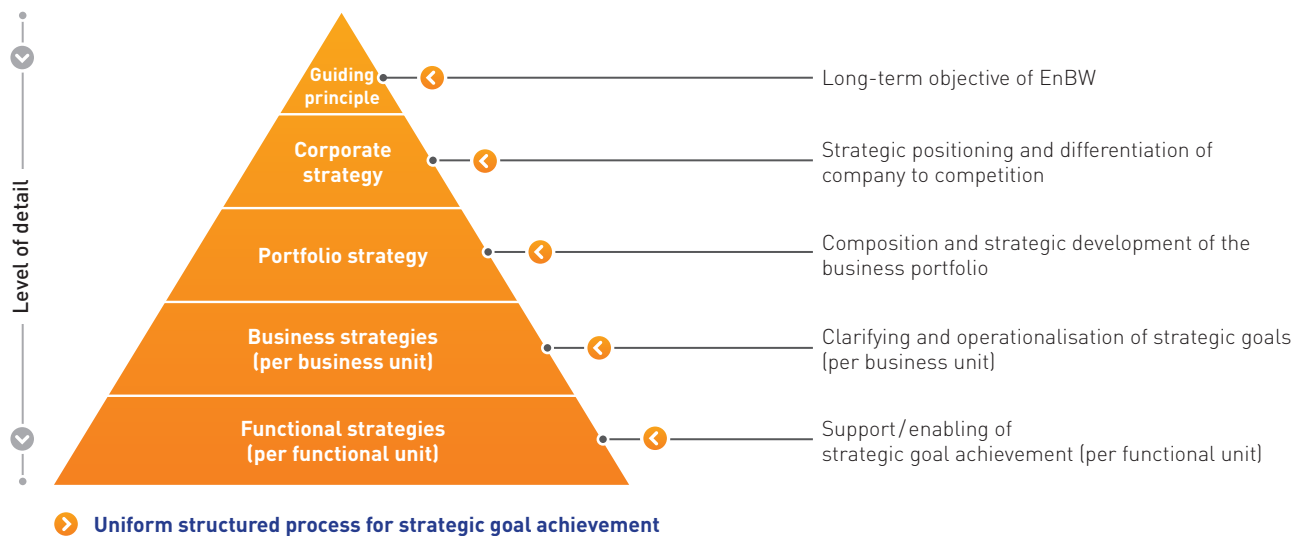 Level of detail
Guiding
principle
Long-term objective of EnBW
Corporate
strategy
Strategic positioning and differentiation of
company to competition
Portfolio strategy
Composition and strategic development of the
business portfolio
Business strategies
(per business unit)
Clarifying and operationalisation of strategic goals
(per business unit)
Functional strategies
(per functional unit)
Support/enabling of
strategic goal achievement (per functional unit)
Uniform structured process for strategic goal achievement